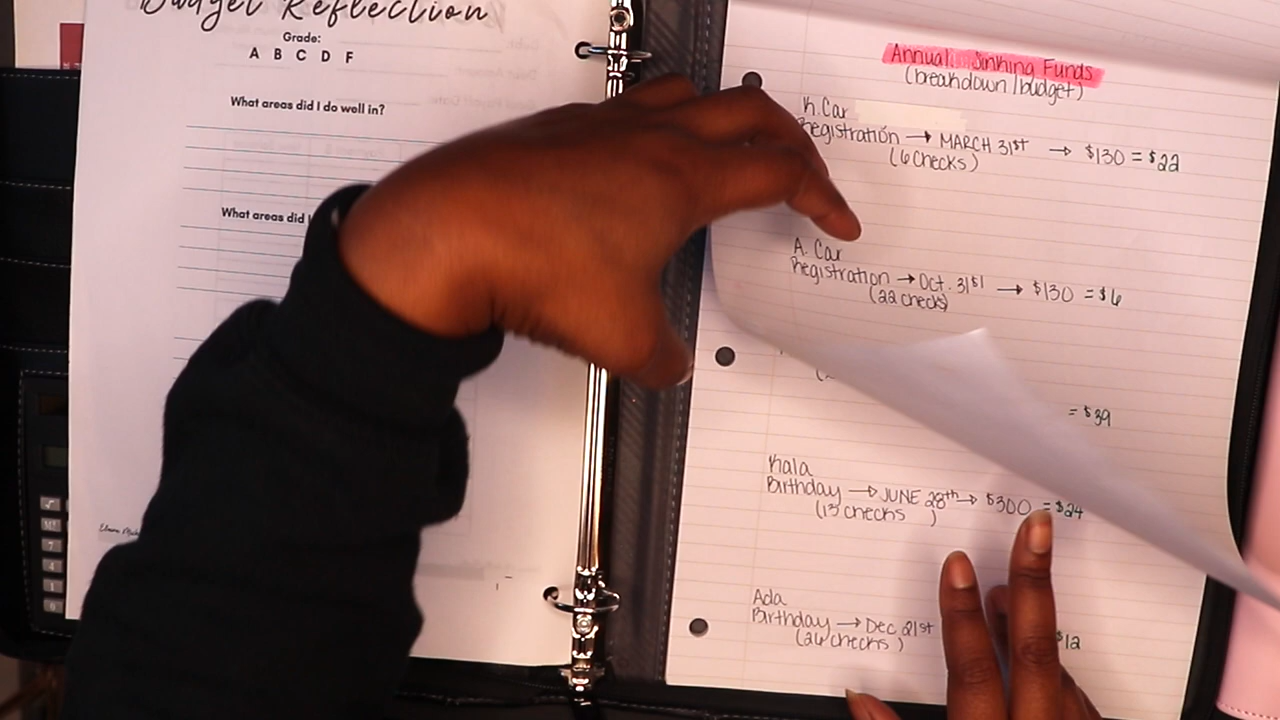 Budget Reflection
Grade:
A B C D F
What areas did I do well in?
What areas did I
Annual Sinking Funds
(breakdown/budget)
K. Car
Registration → MARCH 31st → $130 = $22
(6 checks)
A. Car
Registration → Oct. 31st → $130 = $6
(22 checks)
= $39
Kala
Birthday → JUNE 28th → $300 = $24
(13 checks )
Ada
Birthday → Dec 21st
(26 checks)
$12